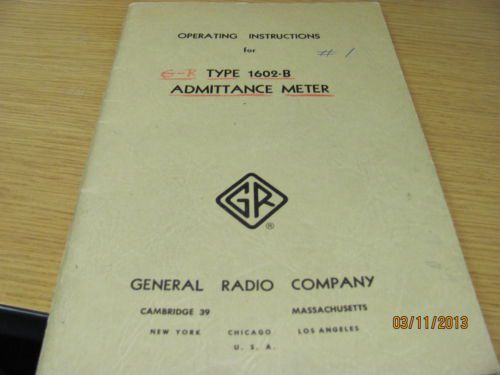 OPERATING INSTRUCTIONS
for
# 1
G-R TYPE 1602-B
ADMITTANCE METER
GR
®
GENERAL RADIO COMPANY
CAMBRIDGE 39 MASSACHUSETTS
NEW YORK CHICAGO LOS ANGELES
U. S. A.
03/11/2013